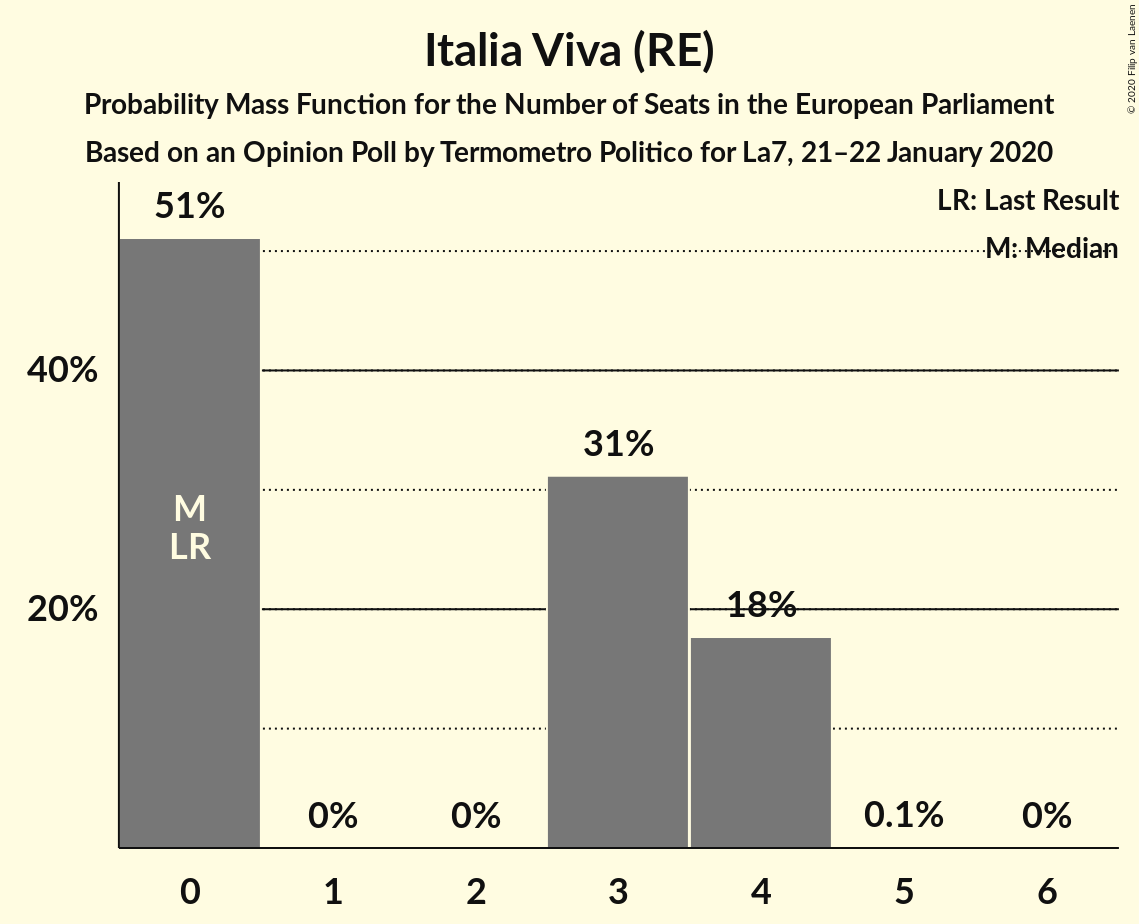 Italia Viva (RE)
Probability Mass Function for the Number of Seats in the European Parliament
Based on an Opinion Poll by Termometro Politico for La7, 21–22 January 2020
© 2020 Filip van Laenen
LR: Last Result
M: Median
51%
40%
31%
M
LR
20%
18%
0%
0%
0.1%
0%
0
1
2
3
4
5
6